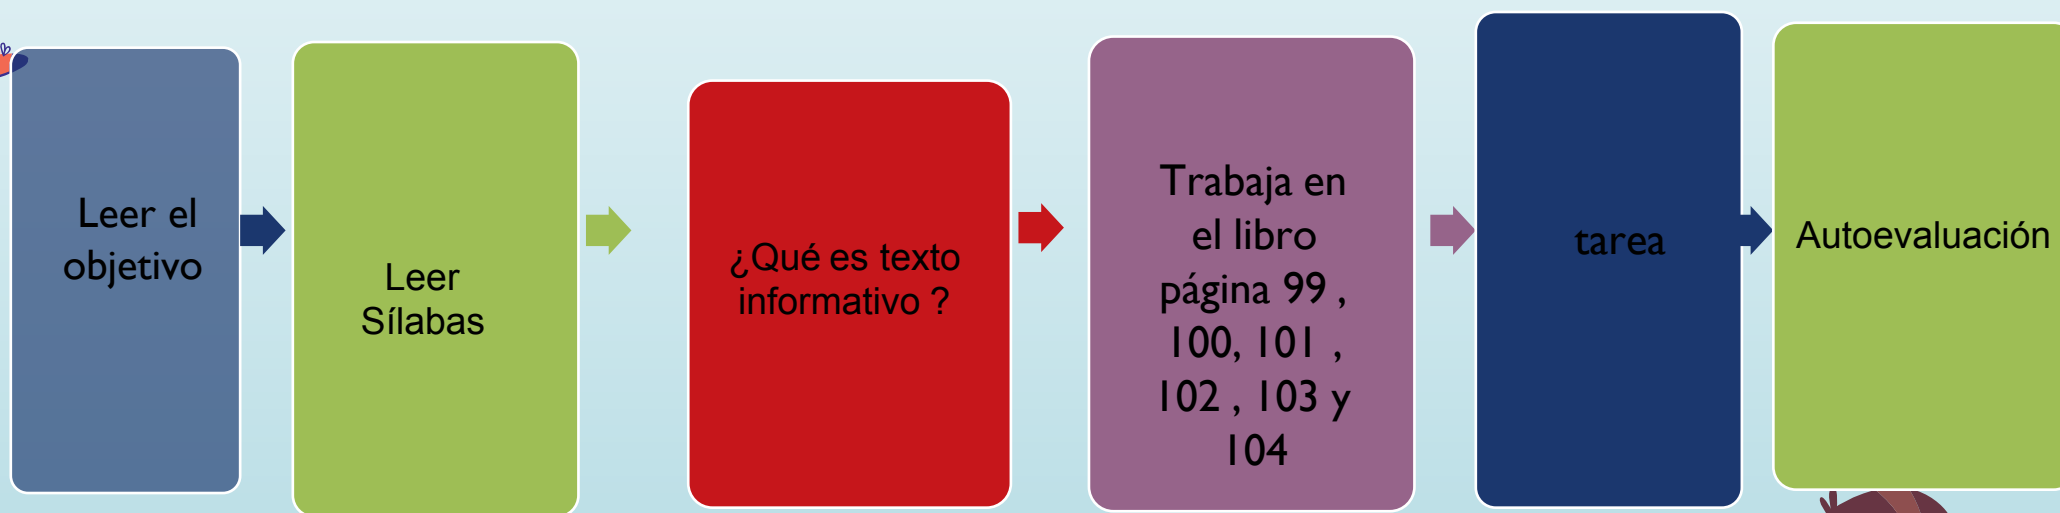 Leer el
objetivo
Leer
Sílabas
¿Qué es texto
informativo ?
Trabaja en
el libro
página 99 ,
100, 101 ,
102 , 103 y
104
tarea
Autoevaluación